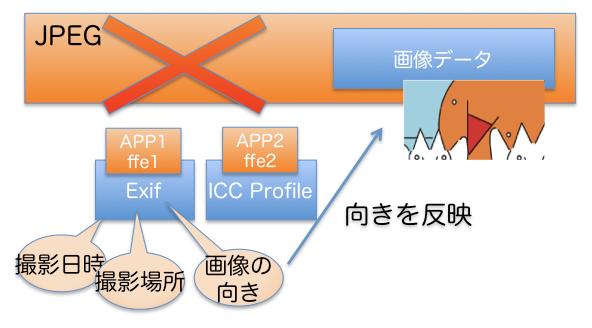 JPEG
画像データ
APP1
ffe1
APP2
ffe2
Exif
ICC Profile
向きを反映
撮影日時
撮影場所
画像の
向き